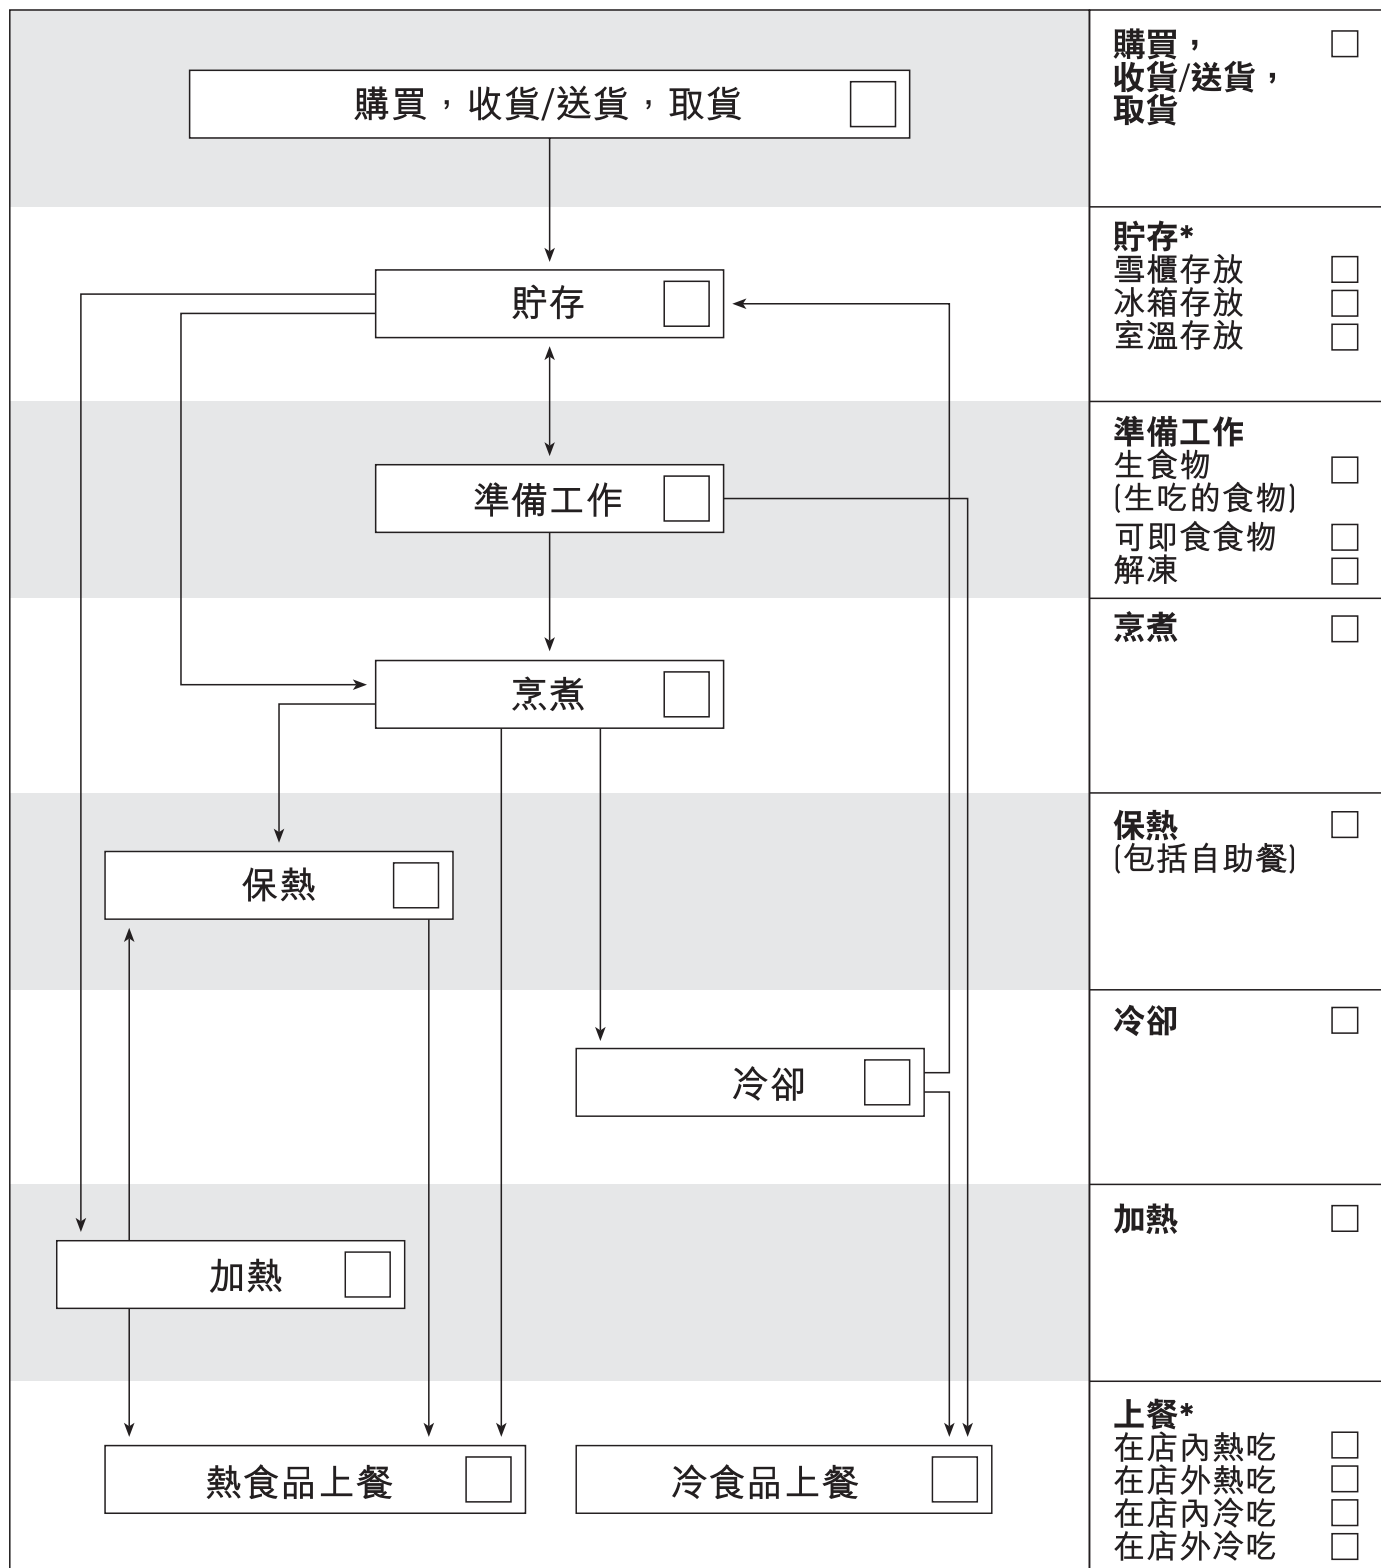 購買，收貨/送貨，取貨
貯存
準備工作
烹煮
保熱
冷卻
加熱
熱食品上餐
冷食品上餐
購買，
收貨/送貨，
取貨
貯存*
雪櫃存放
冰箱存放
室溫存放
準備工作
生食物
(生吃的食物)
可即食食物
解凍
烹煮
保熱
(包括自助餐)
冷卻
加熱
上餐*
在店內熱吃
在店外熱吃
在店內冷吃
在店外冷吃